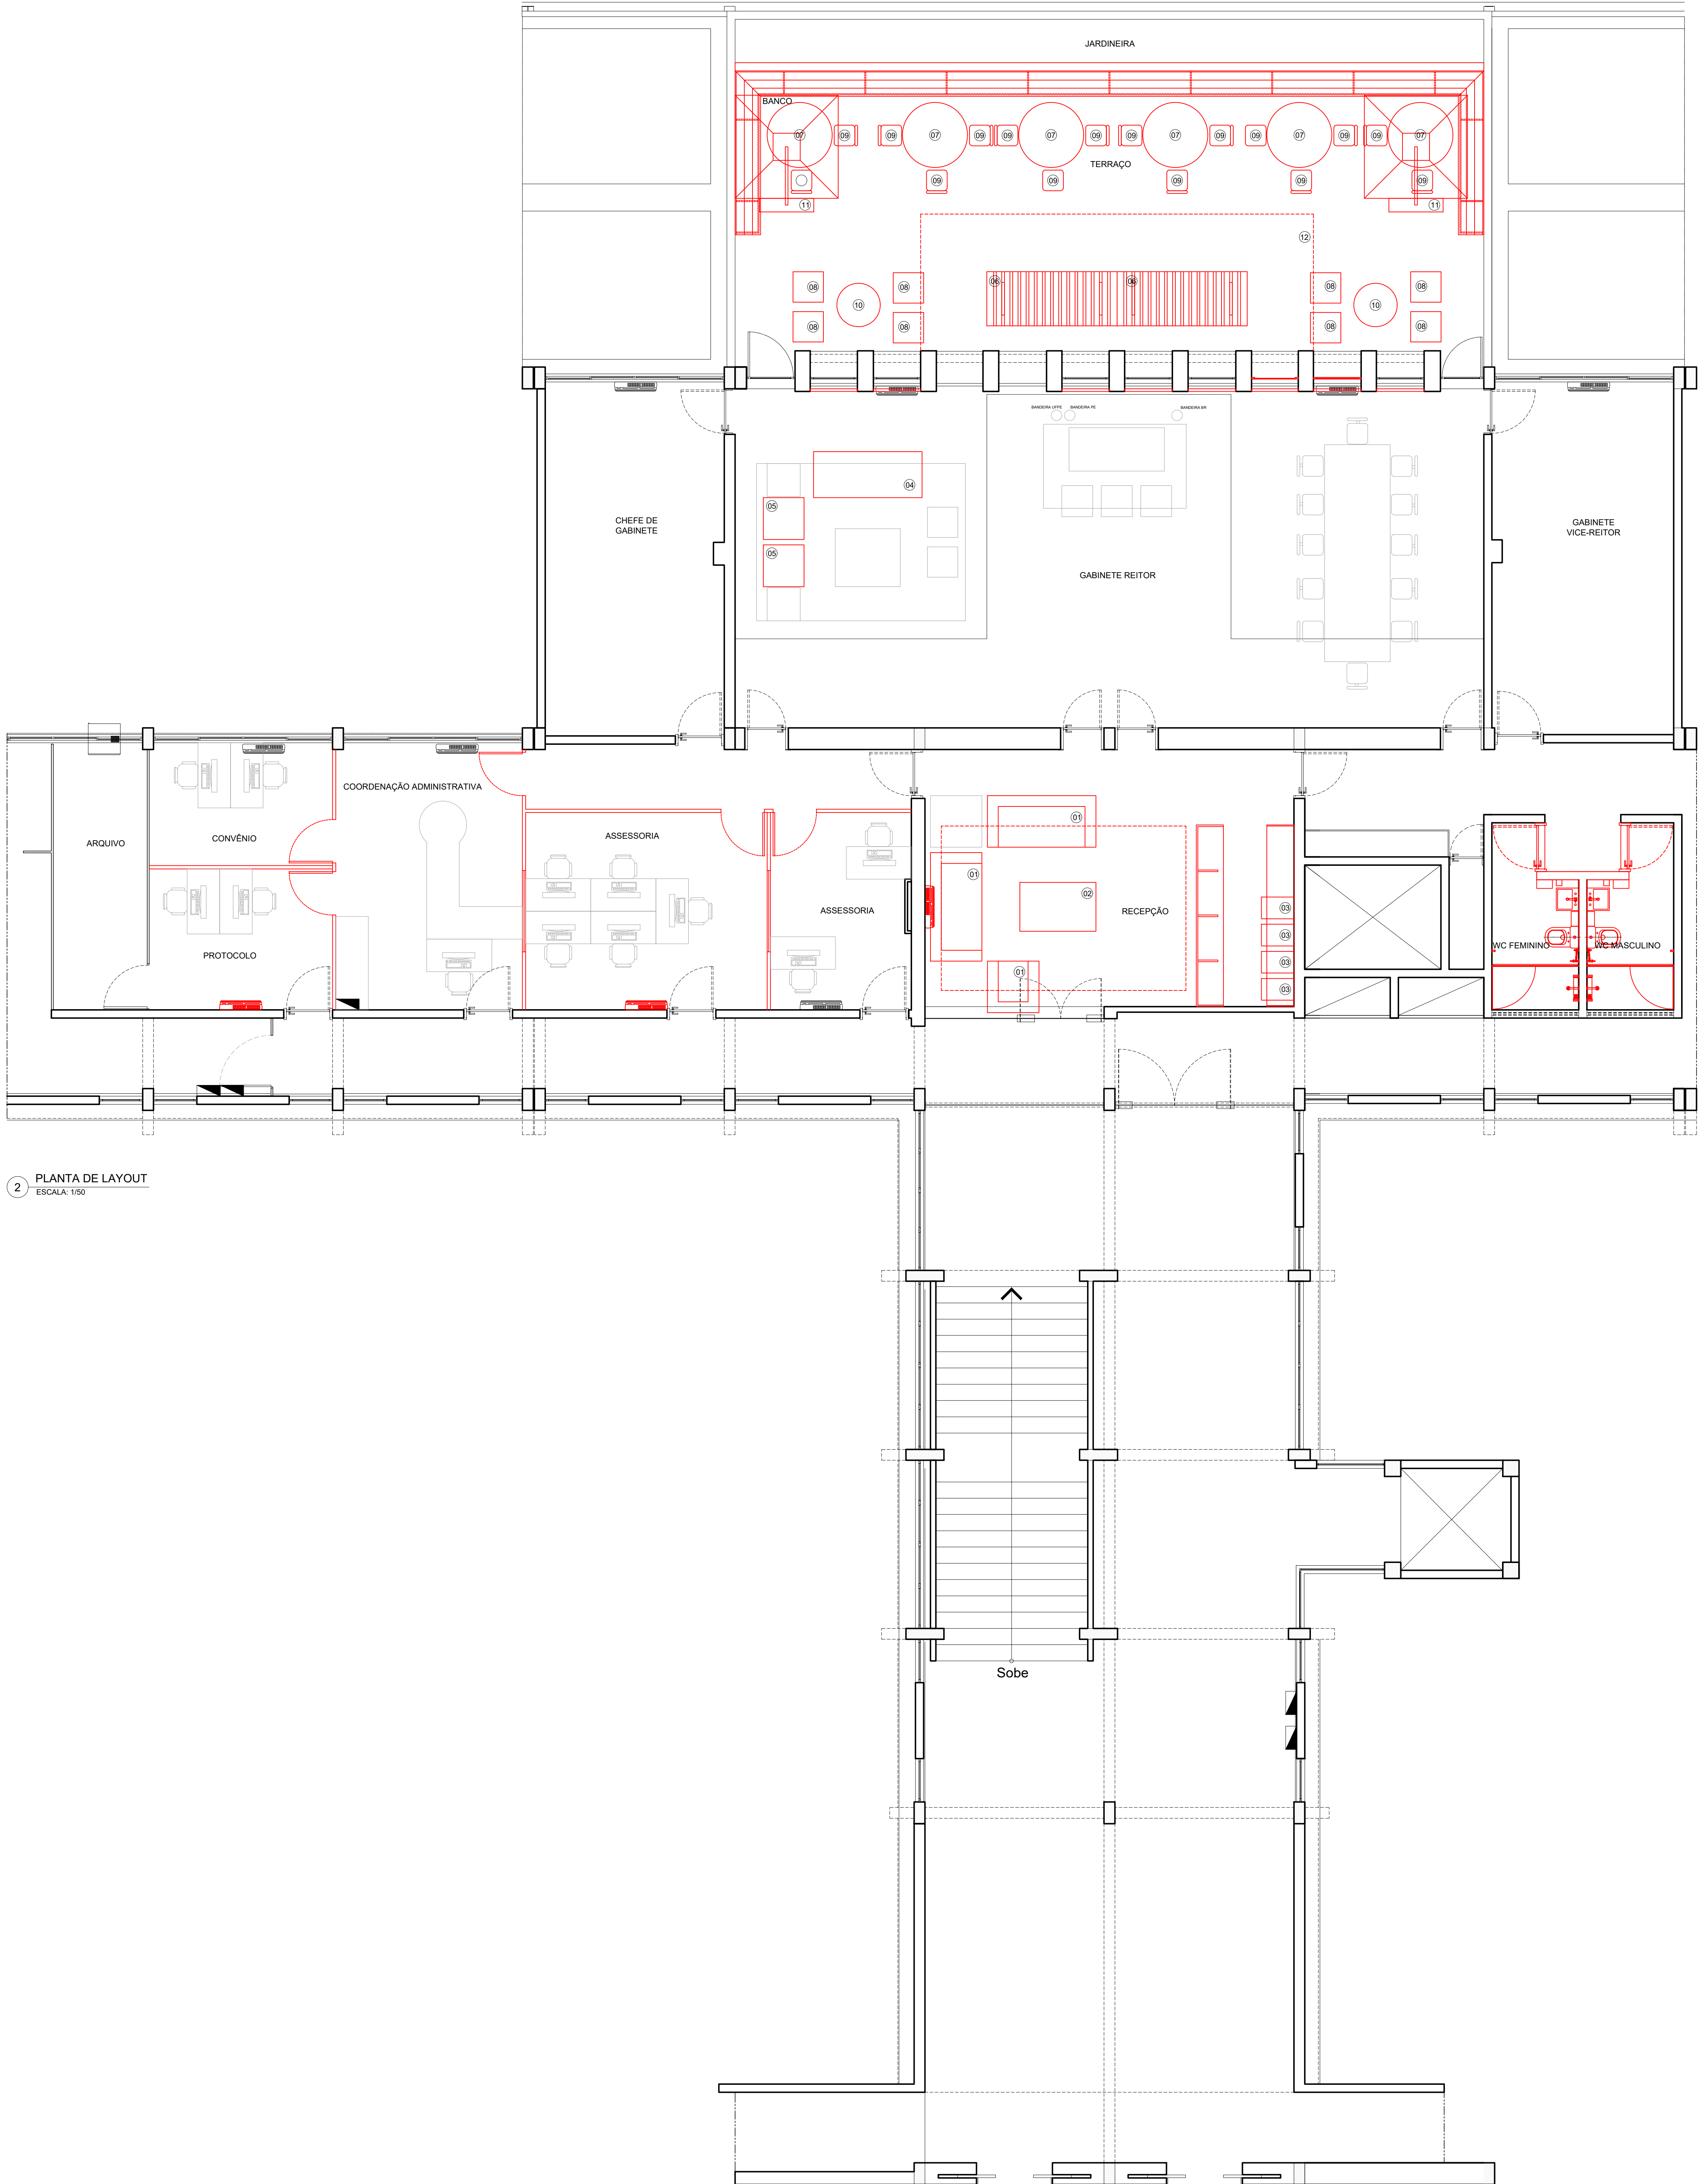 JARDINEIRA
BANCO
07 09 09 07 09 09 07 09 09 07 09 09 07 09 09 07
TERRAÇO
09 09 09 09 09
11 11
12
06 06
08 08 08 08
10 10
08 08 08 08
BANDEIRA UFPE BANDEIRA PE BANDEIRA BR
04
05
CHEFE DE
GABINETE
GABINETE
VICE-REITOR
05
GABINETE REITOR
COORDENAÇÃO ADMINISTRATIVA
01
ASSESSORIA
CONVÊNIO
ARQUIVO
01
02
03
ASSESSORIA
RECEPÇÃO
03
WC FEMININO WC MASCULINO
PROTOCOLO
03
01
03
2 PLANTA DE LAYOUT
ESCALA: 1/50
Sobe